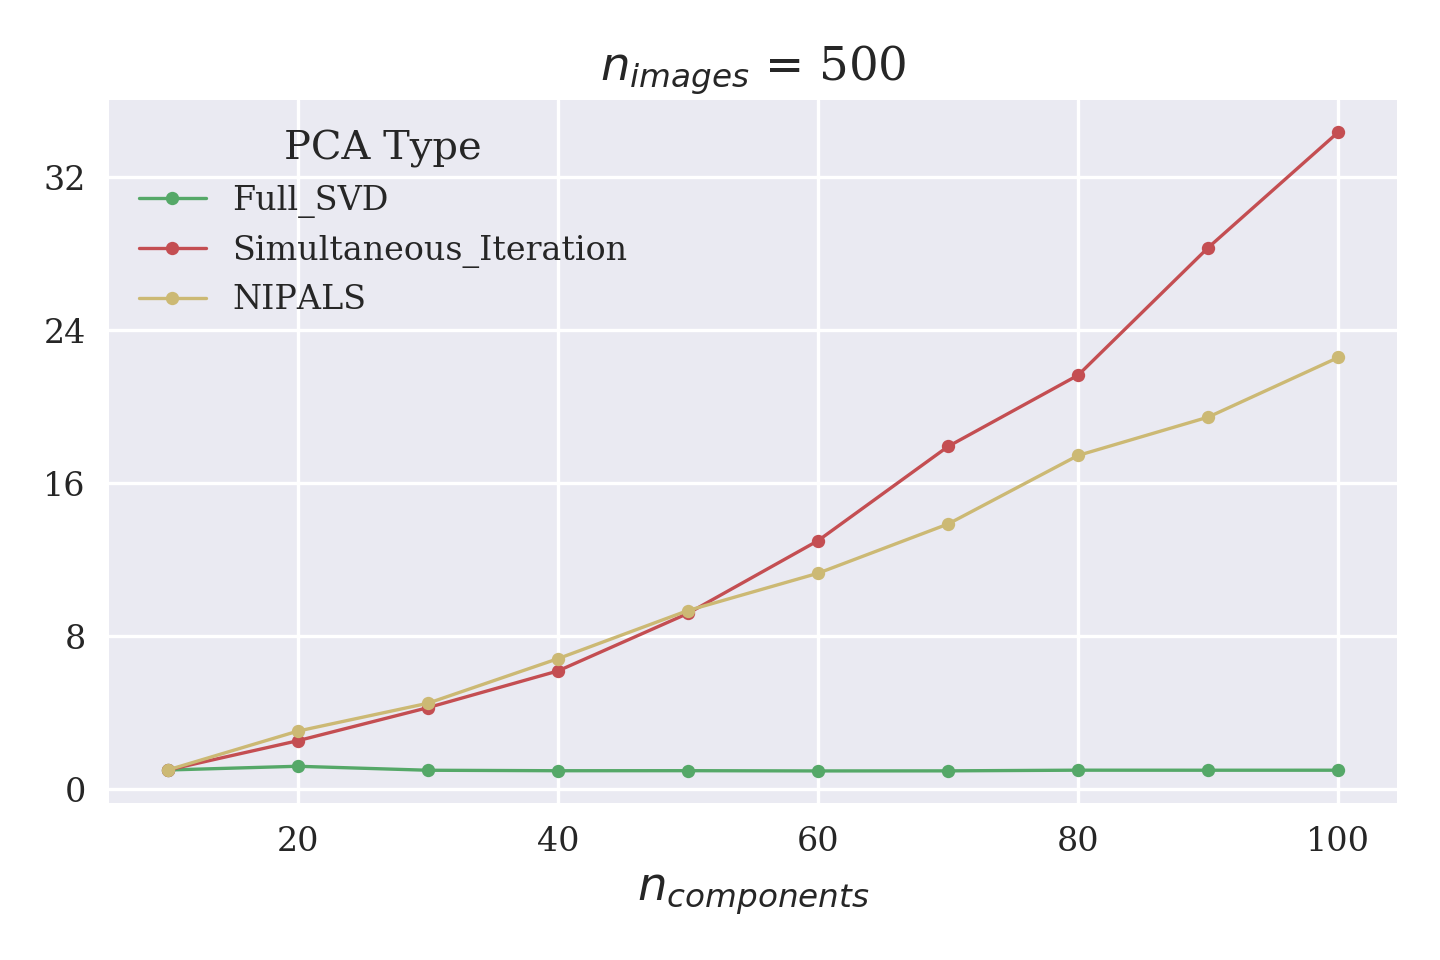 n_images = 500
PCA Type
Full_SVD
Simultaneous_Iteration
NIPALS
32
24
16
8
0
20 40 60 80 100
n_components